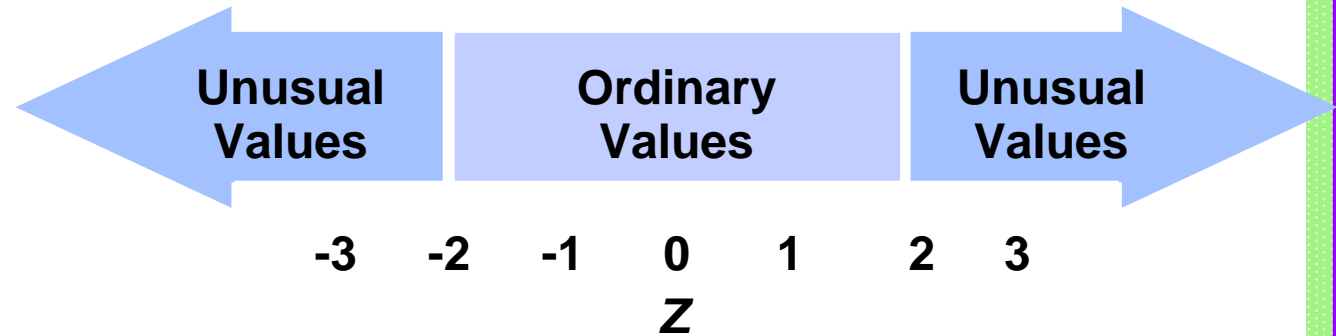 Unusual
Values
Ordinary
Values
Unusual
Values
-3 -2 -1 0 1 2 3
Z